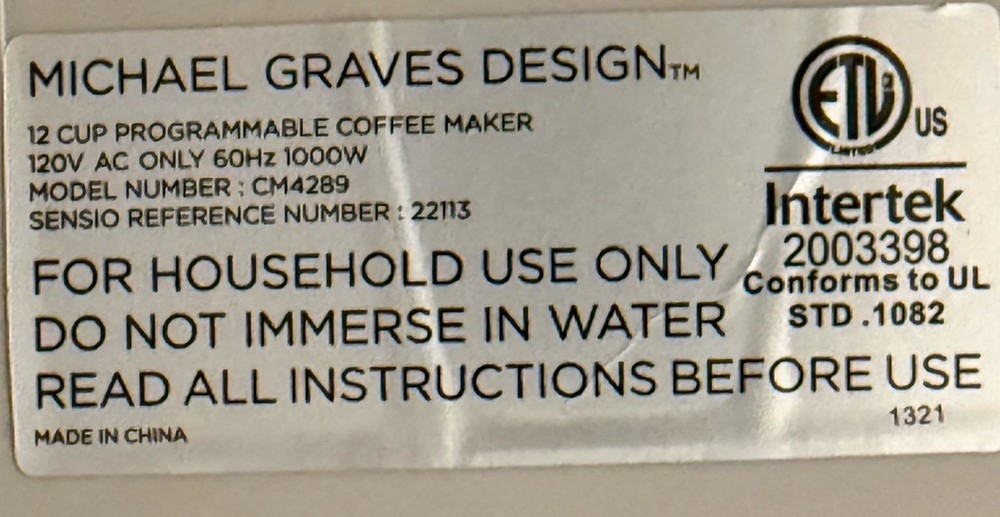 MICHAEL GRAVES DESIGN™
12 CUP PROGRAMMABLE COFFEE MAKER
120V AC ONLY 60Hz 1000W
MODEL NUMBER : CM4289
SENSIO REFERENCE NUMBER : 22113
FOR HOUSEHOLD USE ONLY
DO NOT IMMERSE IN WATER
READ ALL INSTRUCTIONS BEFORE USE
MADE IN CHINA
ETL US
LISTED
Intertek
2003398
Conforms to UL
STD .1082
1321